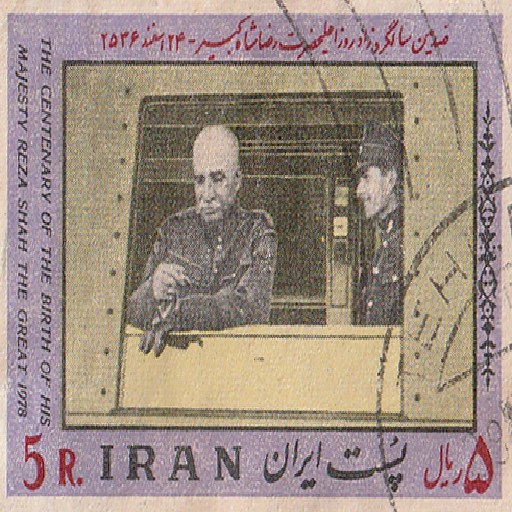 صدمین سالگرد زادروز اعلیحضرت رضاشاه کبیر - ۲۴ اسفند ۲۵۳۶
THE CENTENARY OF THE BIRTH OF HIS
MAJESTY REZA SHAH THE GREAT 1978
5 R. IRAN پست ایران ۵ ریال